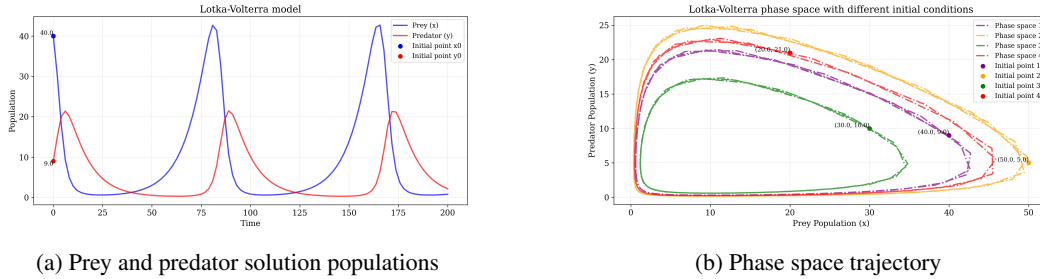 Lotka-Volterra model
40.0
9.0
Prey (x)
Predator (y)
Initial point x0
Initial point y0
Population
0
10
20
30
40
0
25
50
75
100
125
150
175
200
Time
(a) Prey and predator solution populations
Lotka-Volterra phase space with different initial conditions
(20.0, 21.0)
(30.0, 10.0)
(40.0, 9.0)
(50.0, 5.0)
Phase space 1
Phase space 2
Phase space 3
Phase space 4
Initial point 1
Initial point 2
Initial point 3
Initial point 4
Predator Population (y)
0
5
10
15
20
25
0
10
20
30
40
50
Prey Population (x)
(b) Phase space trajectory